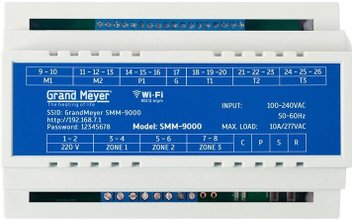 9 - 10 11 - 12 - 13 14 - 15 - 16 17 18 - 19 - 20 21 - 22 - 23 24 - 25 - 26
M1 M2 P1 G T1 T2 T3
Grand Meyer
The heating of life
Wi-Fi
SSID: GrandMeyer SMM-9000
http://192.168.7.1
Password: 12345678
Model: SMM-9000
INPUT: 100-240VAC
50-60Hz
MAX. LOAD: 10A/277VAC
1 - 2 3 - 4 5 - 6 7 - 8 C P S R
220 V ZONE 1 ZONE 2 ZONE 3